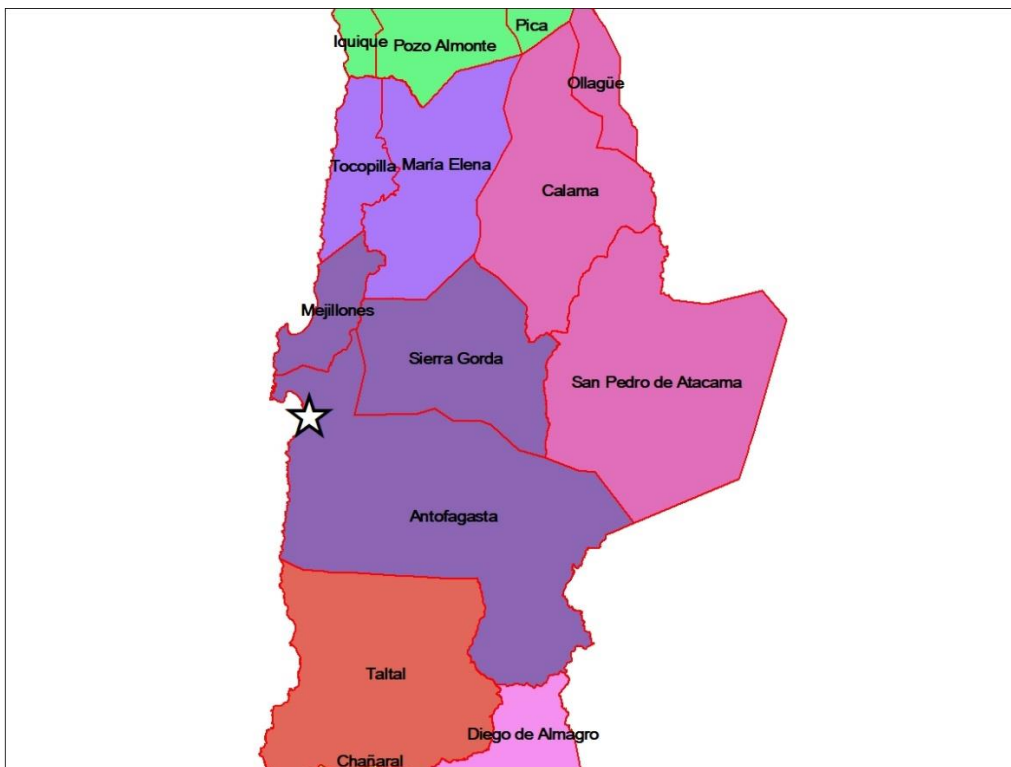 Pica
Iquique
Pozo Almonte
Ollagüe
Tocopilla
María Elena
Calama
Mejillones
Sierra Gorda
San Pedro de Atacama
Antofagasta
Taltal
Diego de Almagro
Chañaral